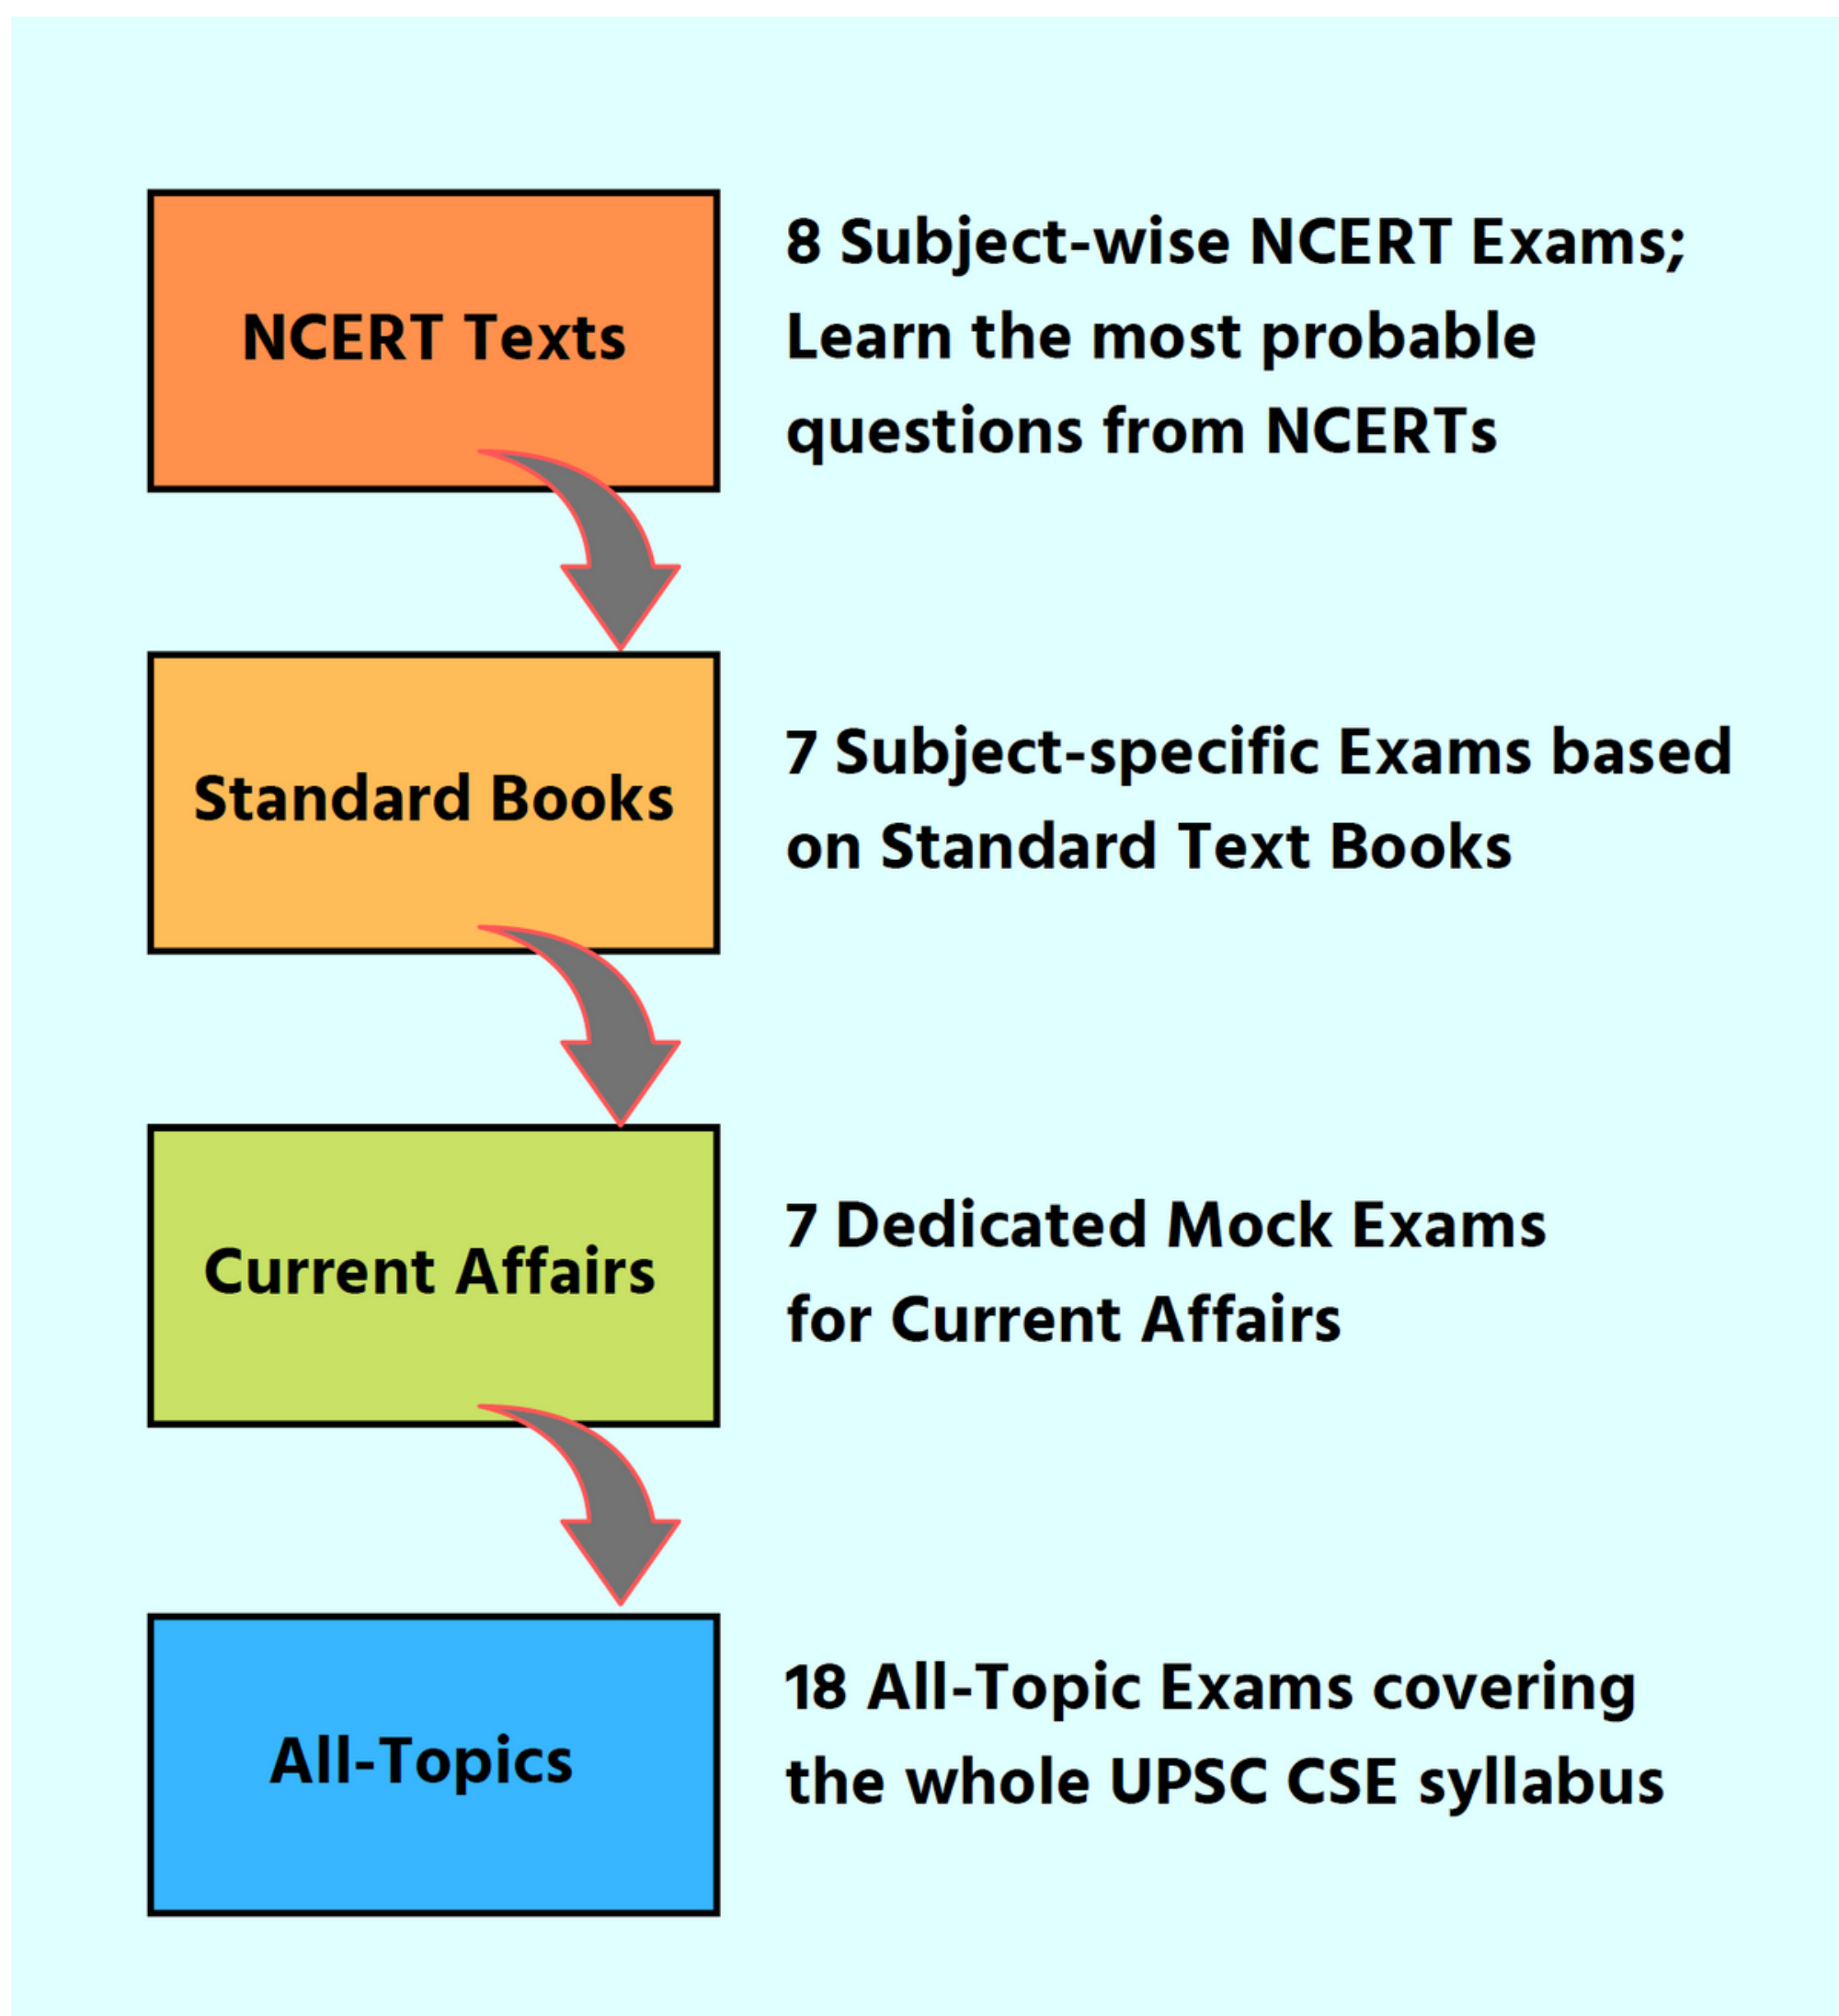 NCERT Texts
8 Subject-wise NCERT Exams;
Learn the most probable
questions from NCERTs
Standard Books
7 Subject-specific Exams based
on Standard Text Books
Current Affairs
7 Dedicated Mock Exams
for Current Affairs
All-Topics
18 All-Topic Exams covering
the whole UPSC CSE syllabus